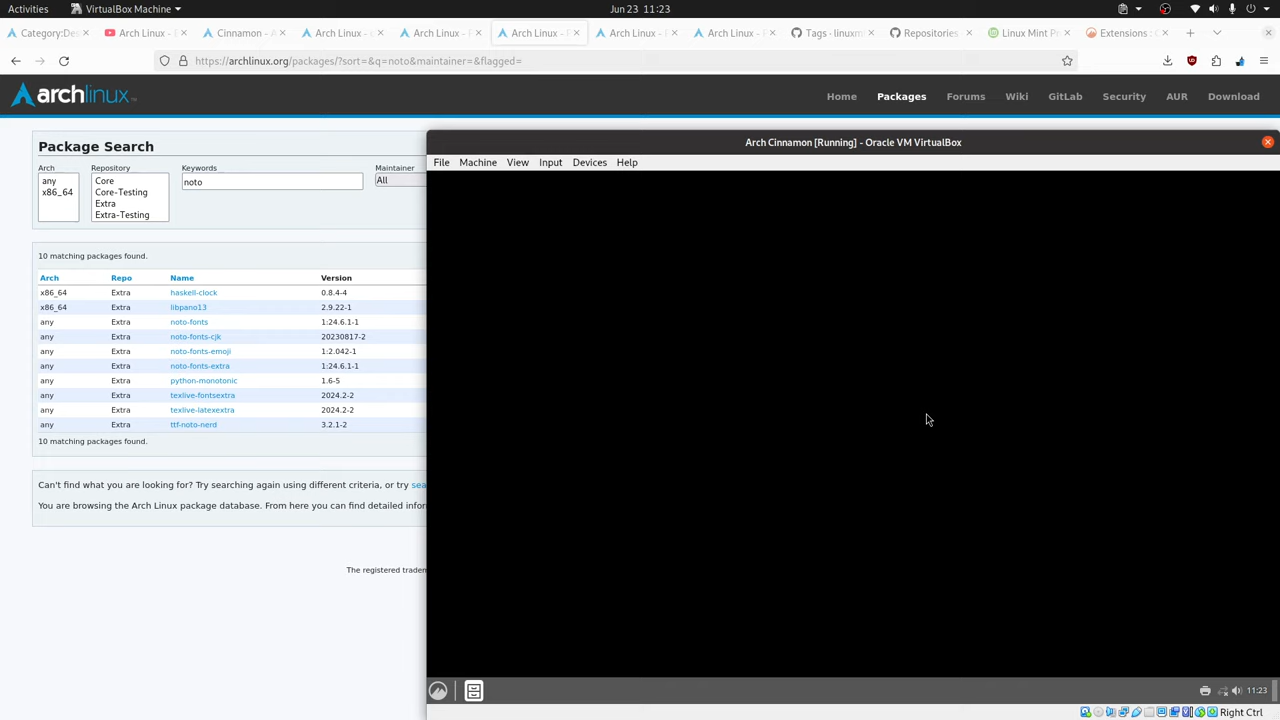 Activities VirtualBox Machine Jun 23 11:23
Category:De: Arch Linux - Cinnamon - A Arch Linux - Arch Linux - F Arch Linux - P Arch Linux - F Arch Linux - P Tags · linuxm Repositories Linux Mint P Extensions : C
https://archlinux.org/packages/?sort=&q=noto&maintainer=&flagged=
archlinux Home Packages Forums Wiki GitLab Security AUR Download
Package Search
Arch Repository Keywords Maintainer
any
x86_64
Core
Core-Testing
Extra
Extra-Testing
noto
All
10 matching packages found.
Arch Repo Name Version
x86_64 Extra haskell-clock 0.8.4-4
x86_64 Extra libpano13 2.9.22-1
any Extra noto-fonts 1:24.6.1-1
any Extra noto-fonts-cjk 20230817-2
any Extra noto-fonts-emoji 1:2.042-1
any Extra noto-fonts-extra 1:24.6.1-1
any Extra python-monotonic 1.6-5
any Extra texlive-fontsextra 2024.2-2
any Extra texlive-latexextra 2024.2-2
any Extra ttf-noto-nerd 3.2.1-2
10 matching packages found.
Can't find what you are looking for? Try searching again using different criteria, or try sea
You are browsing the Arch Linux package database. From here you can find detailed infor
The registered tradem
Arch Cinnamon [Running] - Oracle VM VirtualBox
File Machine View Input Devices Help
11:23
Right Ctrl